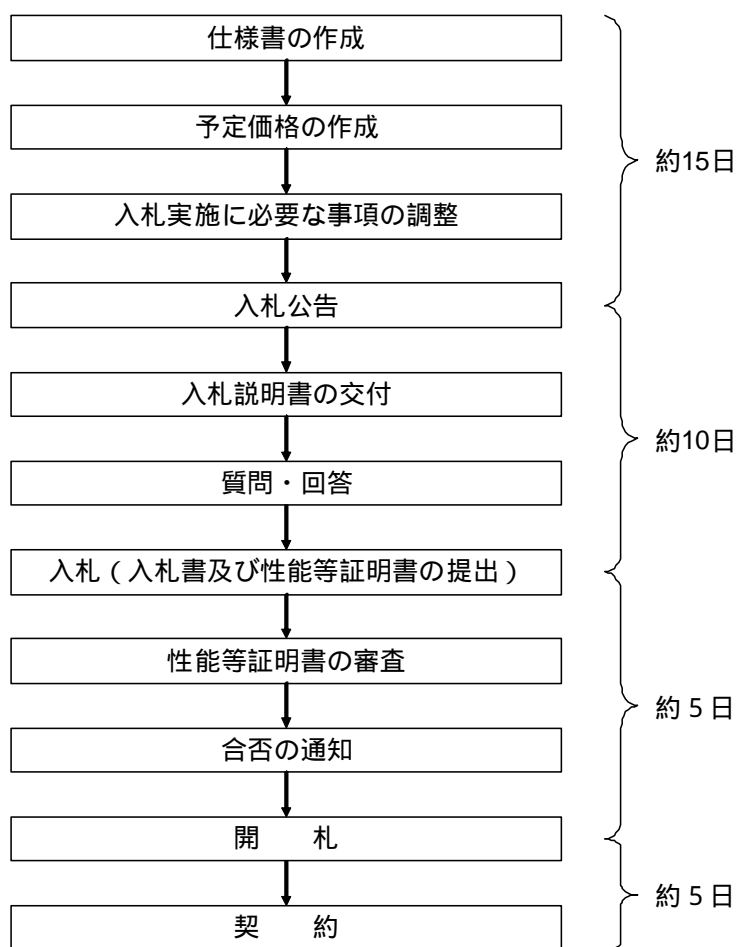 仕様書の作成
予定価格の作成
約15日
入札実施に必要な事項の調整
入札公告
入札説明書の交付
約10日
質問・回答
入札（入札書及び性能等証明書の提出）
性能等証明書の審査
約５日
合否の通知
開　　札
約５日
契　　約